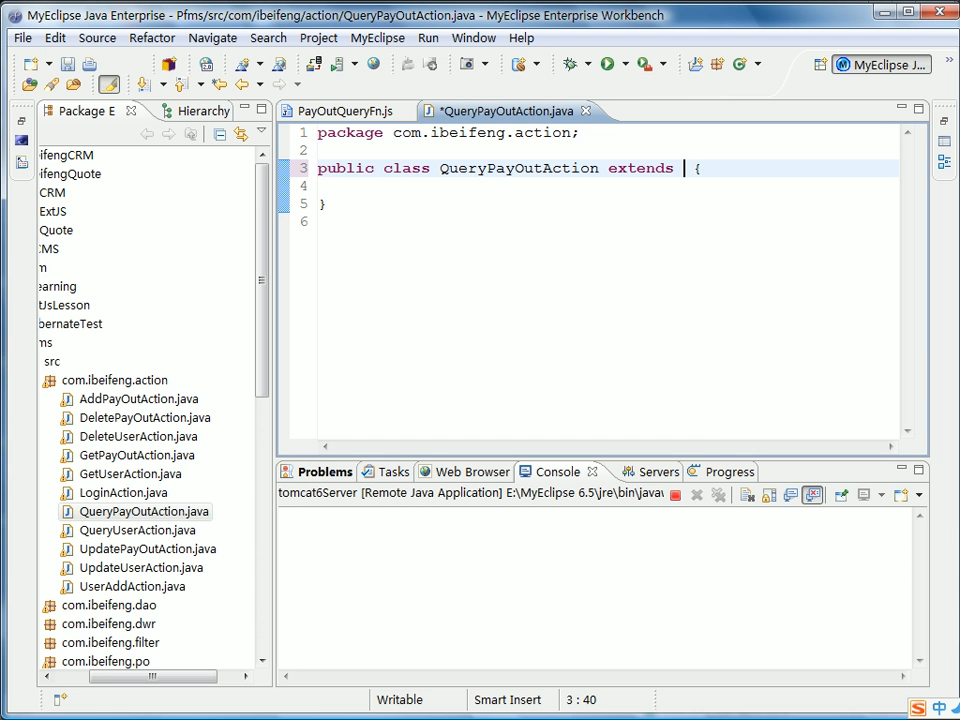 MyEclipse Java Enterprise - Pfms/src/com/ibeifeng/action/QueryPayOutAction.java - MyEclipse Enterprise Workbench
File Edit Source Refactor Navigate Search Project MyEclipse Run Window Help
MyEclipse J...
Package E Hierarchy
PayOutQueryFn.js *QueryPayOutAction.java
ifengCRM
ifengQuote
CRM
ExtJS
Quote
MS
m
earning
tJsLesson
bernateTest
ms
src
com.ibeifeng.action
AddPayOutAction.java
DeletePayOutAction.java
DeleteUserAction.java
GetPayOutAction.java
GetUserAction.java
LoginAction.java
QueryPayOutAction.java
QueryUserAction.java
UpdatePayOutAction.java
UpdateUserAction.java
UserAddAction.java
com.ibeifeng.dao
com.ibeifeng.dwr
com.ibeifeng.filter
com.ibeifeng.po
1 package com.ibeifeng.action;
2
3 public class QueryPayOutAction extends {
4
5 }
6
Problems Tasks Web Browser Console Servers Progress
tomcat6Server [Remote Java Application] E:\MyEclipse 6.5\jre\bin\javaw
Writable Smart Insert 3 : 40
S 中